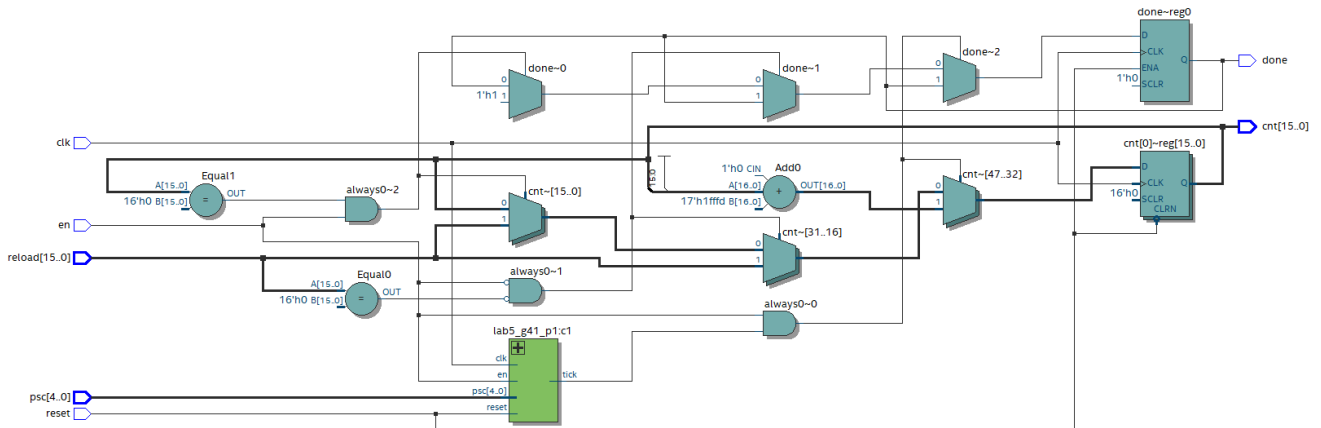 done~reg0
done~2
D
CLK
Q
done
ENA
1'h0
SCLR
0
1
done~0
0
1'h1
1
done~1
0
1
cnt[15..0]
clk
cnt[0]~reg[15..0]
D
CLK
Q
16'h0
SCLR
CLRN
Equal1
A[15..0]
16'h0 B[15..0]
=
OUT
always0~2
cnt~[15..0]
0
1
15..0
1'h0 CIN
Add0
A[16..0]
+
OUT[16..0]
17'h1fffd B[16..0]
cnt~[47..32]
0
1
en
cnt~[31..16]
0
1
reload[15..0]
Equal0
A[15..0]
16'h0 B[15..0]
=
OUT
always0~1
always0~0
lab5_g41_p1:c1
clk
en
tick
psc[4..0]
reset
psc[4..0]
reset